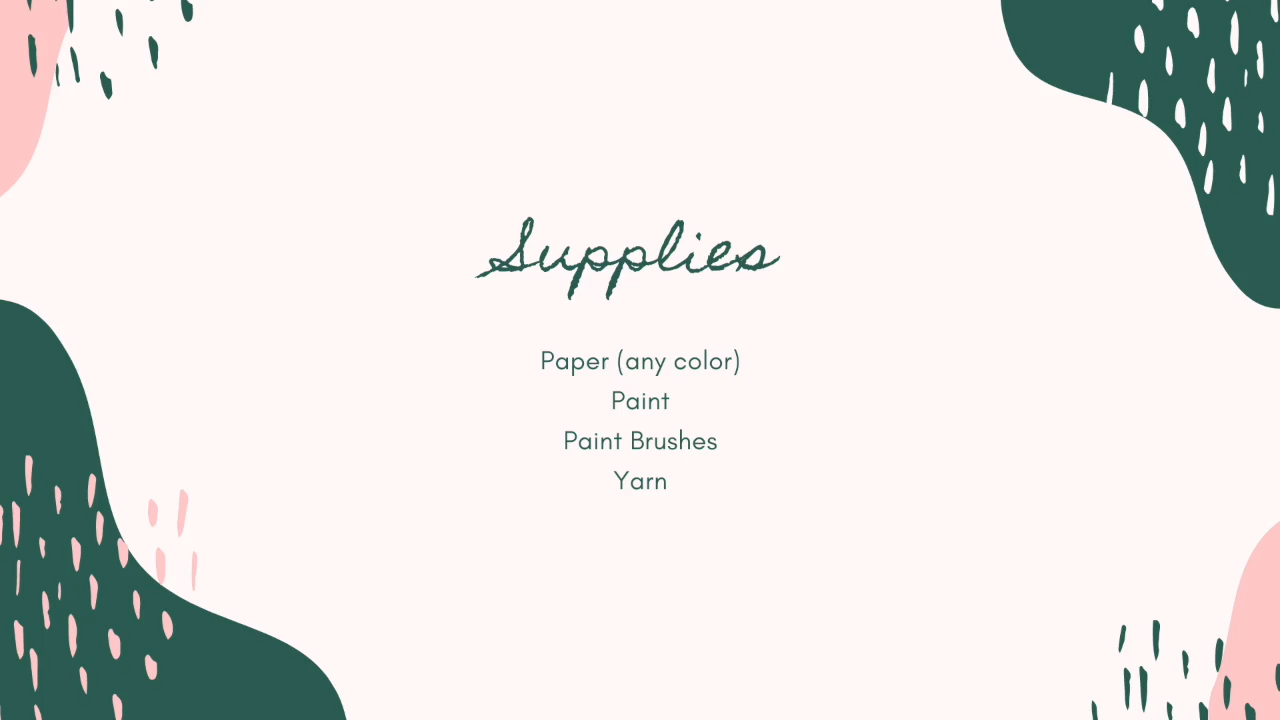 Supplies
Paper (any color)
Paint
Paint Brushes
Yarn